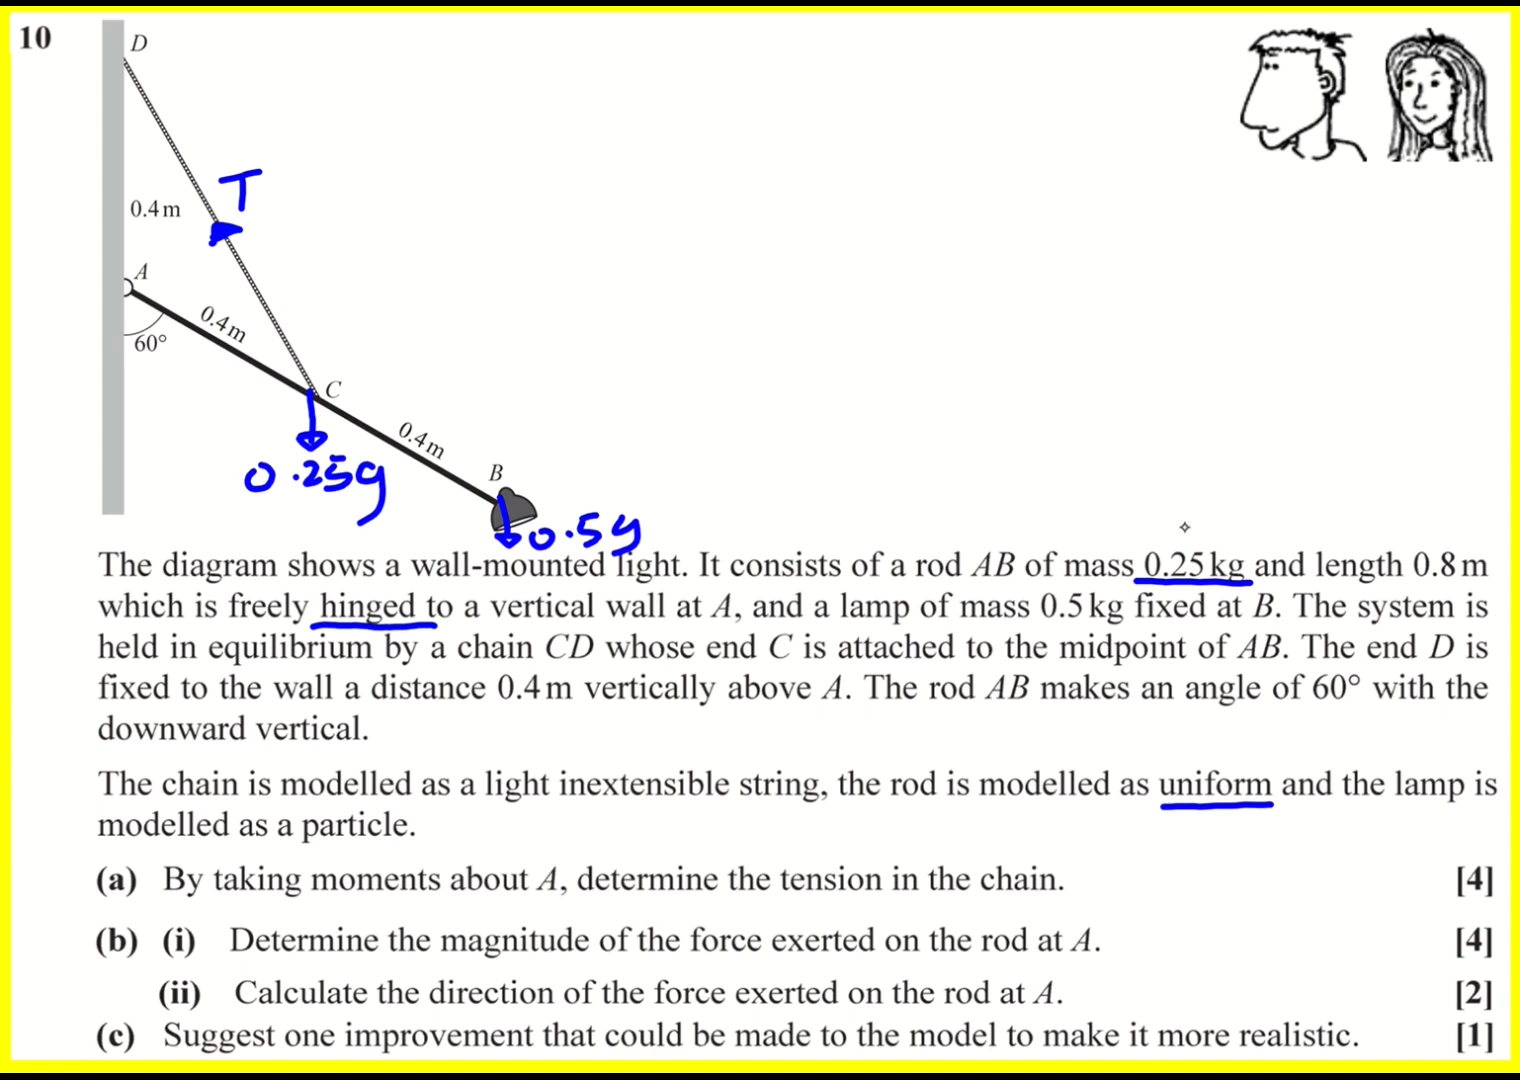 10
D
T
0.4 m
A
0.4 m
60°
C
0.4 m
0.25g
B
0.5g
The diagram shows a wall-mounted light. It consists of a rod AB of mass 0.25 kg and length 0.8 m
which is freely hinged to a vertical wall at A, and a lamp of mass 0.5 kg fixed at B. The system is
held in equilibrium by a chain CD whose end C is attached to the midpoint of AB. The end D is
fixed to the wall a distance 0.4 m vertically above A. The rod AB makes an angle of 60° with the
downward vertical.
The chain is modelled as a light inextensible string, the rod is modelled as uniform and the lamp is
modelled as a particle.
(a) By taking moments about A, determine the tension in the chain. [4]
(b) (i) Determine the magnitude of the force exerted on the rod at A. [4]
(ii) Calculate the direction of the force exerted on the rod at A. [2]
(c) Suggest one improvement that could be made to the model to make it more realistic. [1]